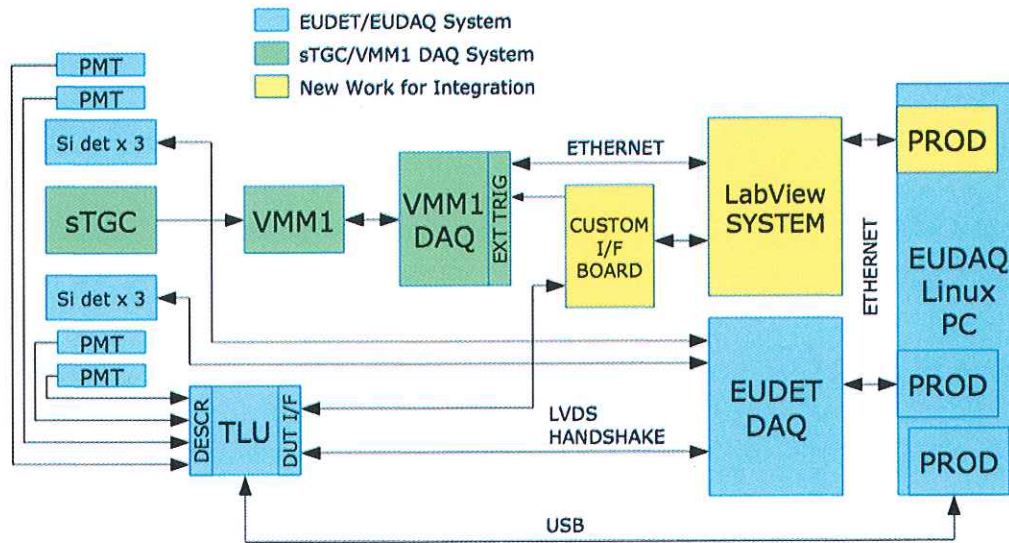 EUDET/EUDAQ System
sTGC/VMM1 DAQ System
New Work for Integration
PMT
PMT
Si det x 3
sTGC
VMM1
VMM1
DAQ
EXT TRIG
ETHERNET
CUSTOM
I/F
BOARD
LabView
SYSTEM
PROD
ETHERNET
EUDAQ
Linux
PC
Si det x 3
PMT
PMT
DESCR
TLU
DUT I/F
LVDS
HANDSHAKE
EUDET
DAQ
PROD
PROD
USB